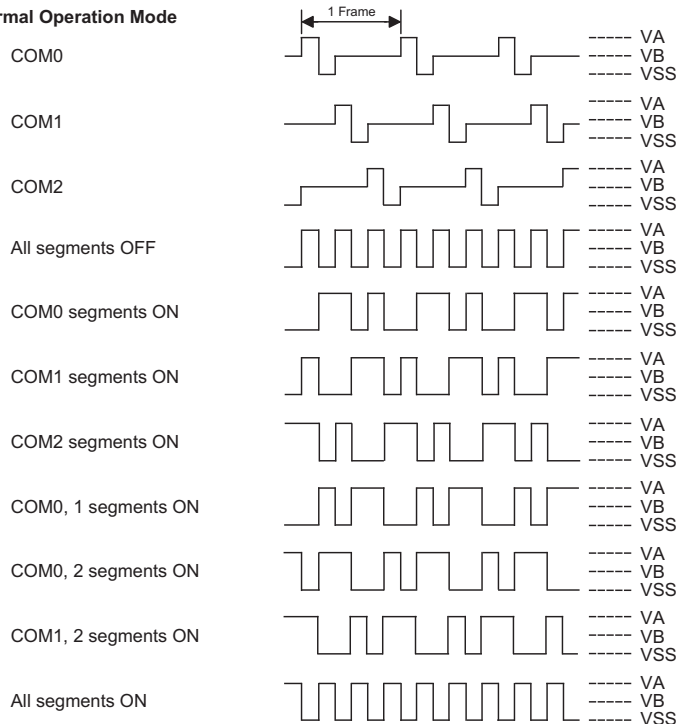 rmal Operation Mode
1 Frame
COM0
VA
VB
VSS
COM1
VA
VB
VSS
COM2
VA
VB
VSS
All segments OFF
VA
VB
VSS
COM0 segments ON
VA
VB
VSS
COM1 segments ON
VA
VB
VSS
COM2 segments ON
VA
VB
VSS
COM0, 1 segments ON
VA
VB
VSS
COM0, 2 segments ON
VA
VB
VSS
COM1, 2 segments ON
VA
VB
VSS
All segments ON
VA
VB
VSS